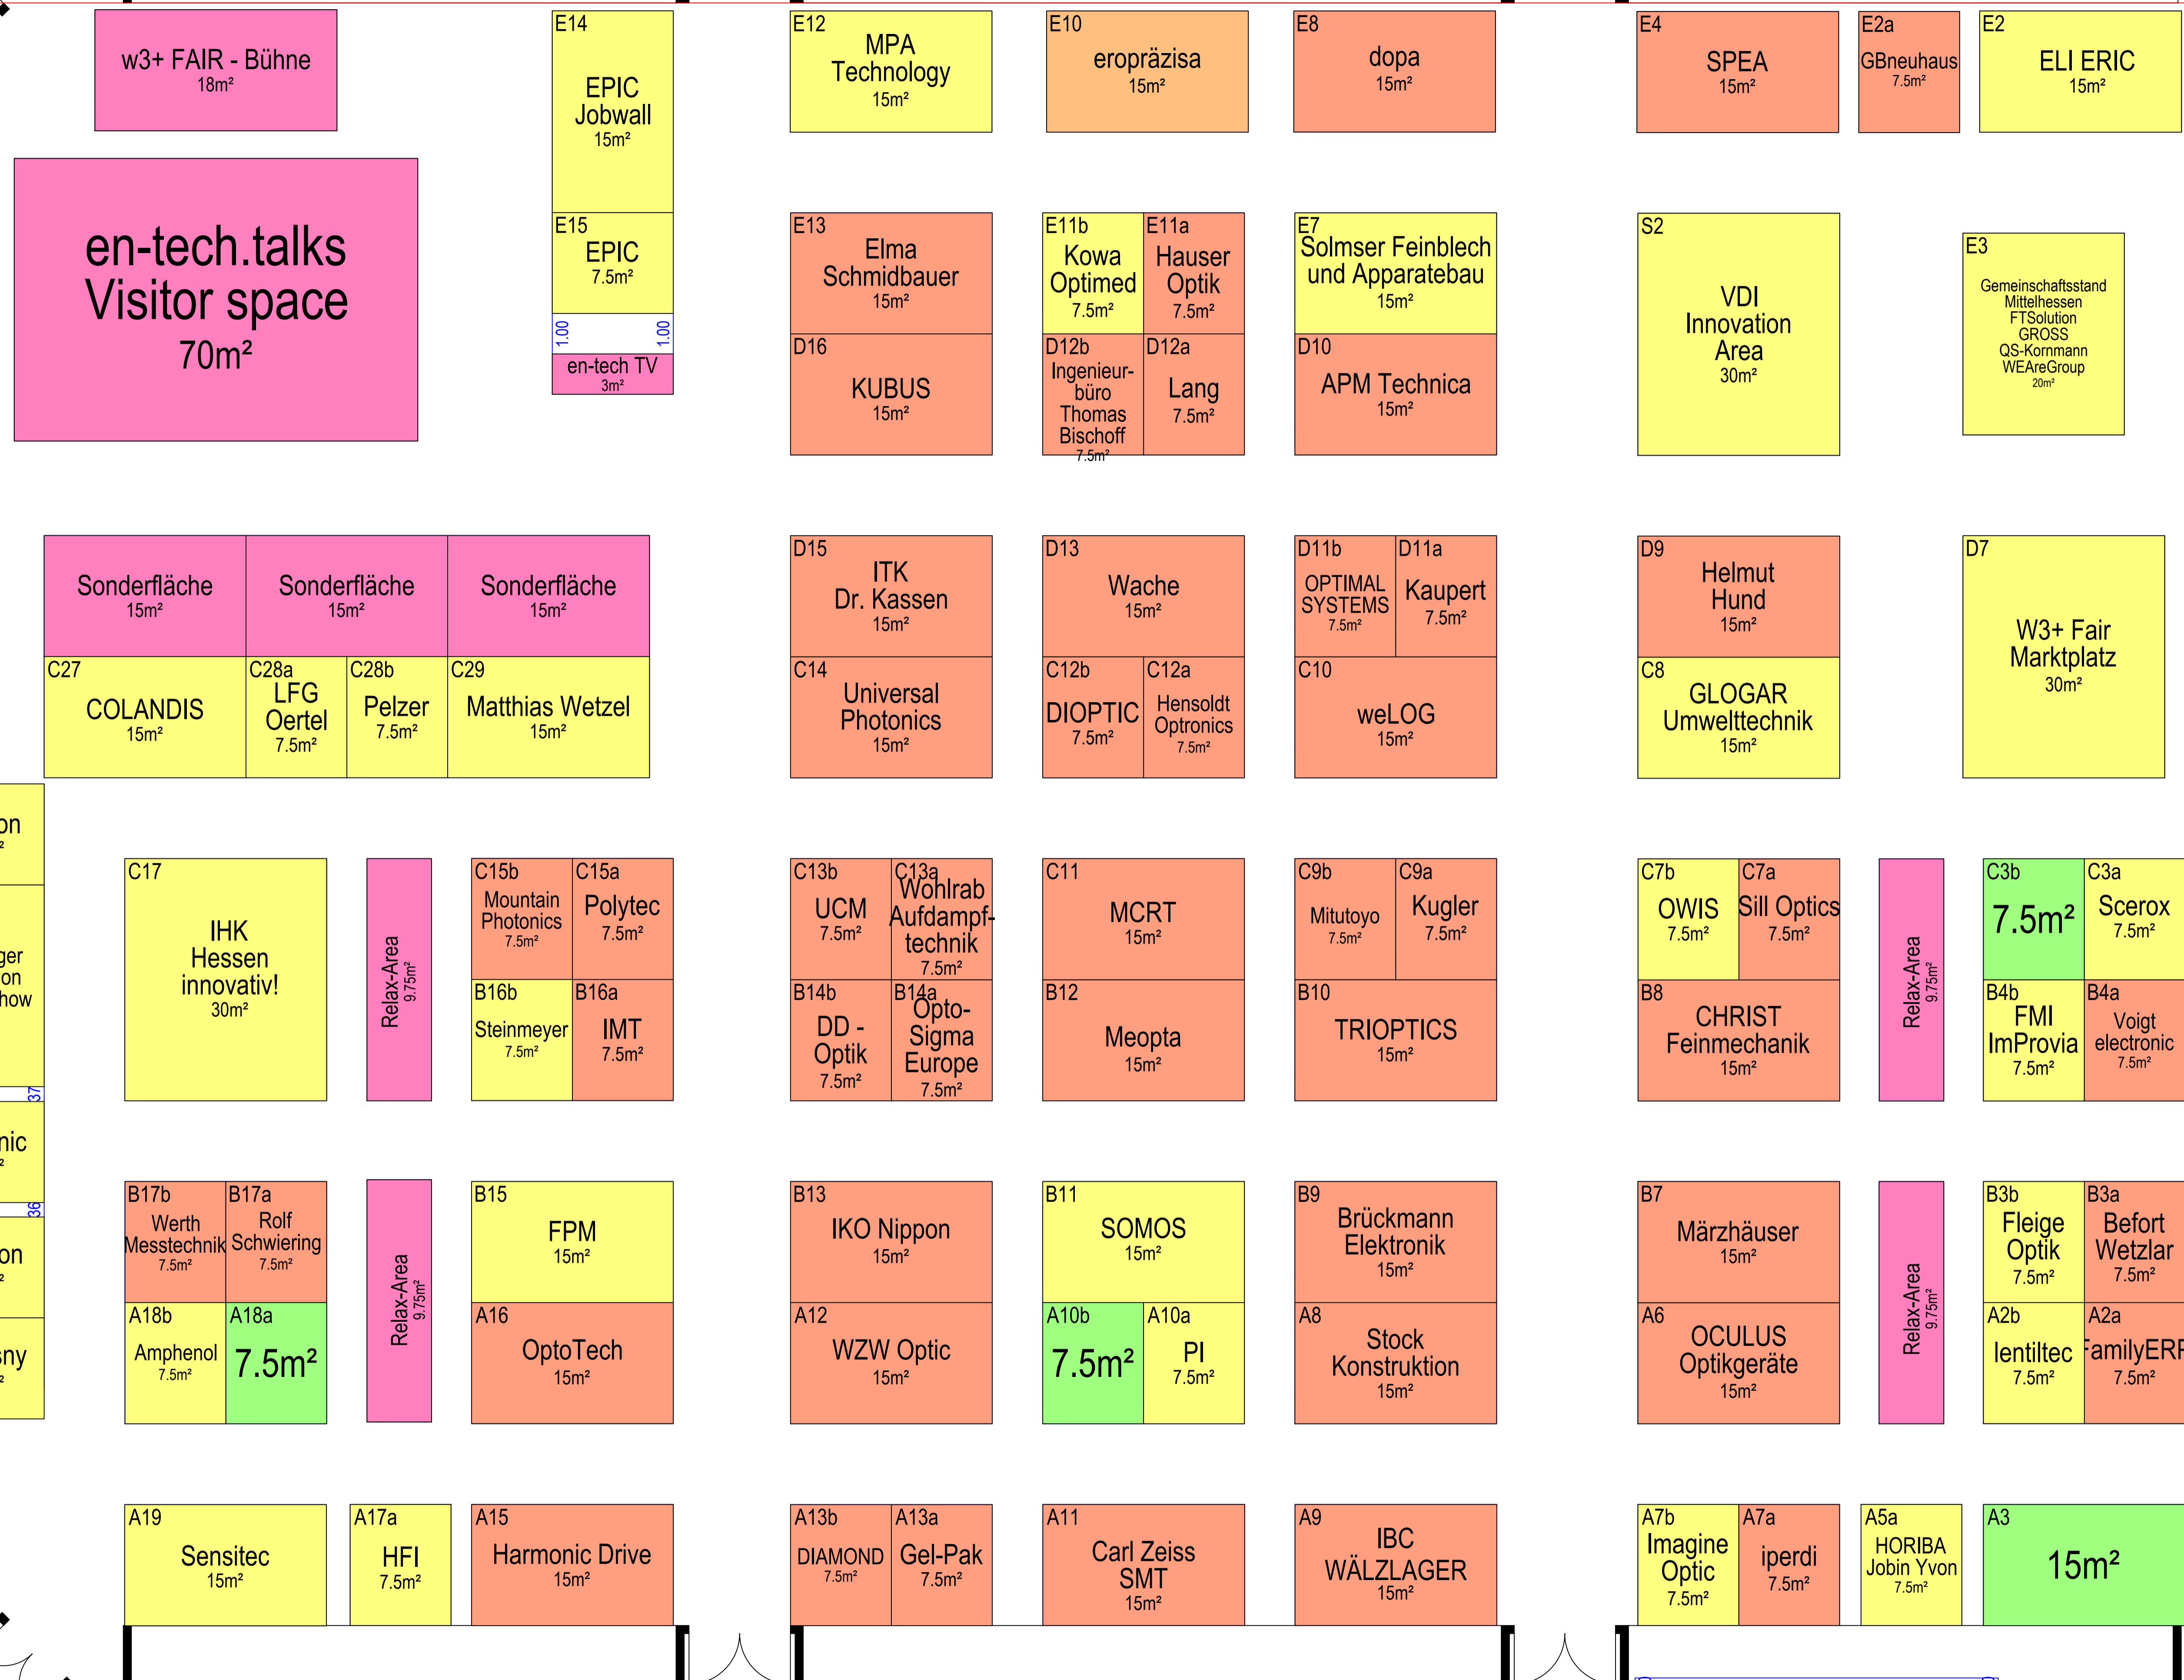 w3+ FAIR - Bühne
18m²
E14
EPIC
Jobwall
15m²
E12
MPA
Technology
15m²
E10
eropräzisa
15m²
E8
dopa
15m²
E4
SPEA
15m²
E2a
GBneuhaus
7.5m²
E2
ELI ERIC
15m²
en-tech.talks
Visitor space
70m²
E15
EPIC
7.5m²
1.00
1.00
en-tech TV
3m²
E13
Elma
Schmidbauer
15m²
E11b
Kowa
Optimed
7.5m²
E11a
Hauser
Optik
7.5m²
E7
Solmser Feinblech
und Apparatebau
15m²
S2
VDI
Innovation
Area
30m²
E3
Gemeinschaftsstand
Mittelhessen
FTSolution
GROSS
QS-Kornmann
WEAreGroup
20m²
D16
KUBUS
15m²
D12b
Ingenieur-
büro
Thomas
Bischoff
7.5m²
D12a
Lang
7.5m²
D10
APM Technica
15m²
Sonderfläche
15m²
Sonderfläche
15m²
Sonderfläche
15m²
D15
ITK
Dr. Kassen
15m²
D13
Wache
15m²
D11b
OPTIMAL
SYSTEMS
7.5m²
D11a
Kaupert
7.5m²
D9
Helmut
Hund
15m²
D7
W3+ Fair
Marktplatz
30m²
C27
COLANDIS
15m²
C28a
LFG
Oertel
7.5m²
C28b
Pelzer
7.5m²
C29
Matthias Wetzel
15m²
C14
Universal
Photonics
15m²
C12b
DIOPTIC
7.5m²
C12a
Hensoldt
Optronics
7.5m²
C10
weLOG
15m²
C8
GLOGAR
Umwelttechnik
15m²
on
²
ger
on
how
37
nic
²
36
on
²
sny
²
C17
IHK
Hessen
innovativ!
30m²
Relax-Area
9.75m²
C15b
Mountain
Photonics
7.5m²
C15a
Polytec
7.5m²
C13b
UCM
7.5m²
C13a
Wohlrab
Aufdampf-
technik
7.5m²
C11
MCRT
15m²
C9b
Mitutoyo
7.5m²
C9a
Kugler
7.5m²
C7b
OWIS
7.5m²
C7a
Sill Optics
7.5m²
Relax-Area
9.75m²
C3b
7.5m²
C3a
Scerox
7.5m²
B16b
Steinmeyer
7.5m²
B16a
IMT
7.5m²
B14b
DD -
Optik
7.5m²
B14a
Opto-
Sigma
Europe
7.5m²
B12
Meopta
15m²
B10
TRIOPTICS
15m²
B8
CHRIST
Feinmechanik
15m²
B4b
FMI
ImProvia
7.5m²
B4a
Voigt
electronic
7.5m²
B17b
Werth
Messtechnik
7.5m²
B17a
Rolf
Schwiering
7.5m²
Relax-Area
9.75m²
B15
FPM
15m²
B13
IKO Nippon
15m²
B11
SOMOS
15m²
B9
Brückmann
Elektronik
15m²
B7
Märzhäuser
15m²
Relax-Area
9.75m²
B3b
Fleige
Optik
7.5m²
B3a
Befort
Wetzlar
7.5m²
A18b
Amphenol
7.5m²
A18a
7.5m²
A16
OptoTech
15m²
A12
WZW Optic
15m²
A10b
7.5m²
A10a
PI
7.5m²
A8
Stock
Konstruktion
15m²
A6
OCULUS
Optikgeräte
15m²
A2b
lentiltec
7.5m²
A2a
FamilyERP
7.5m²
A19
Sensitec
15m²
A17a
HFI
7.5m²
A15
Harmonic Drive
15m²
A13b
DIAMOND
7.5m²
A13a
Gel-Pak
7.5m²
A11
Carl Zeiss
SMT
15m²
A9
IBC
WÄLZLAGER
15m²
A7b
Imagine
Optic
7.5m²
A7a
iperdi
7.5m²
A5a
HORIBA
Jobin Yvon
7.5m²
A3
15m²